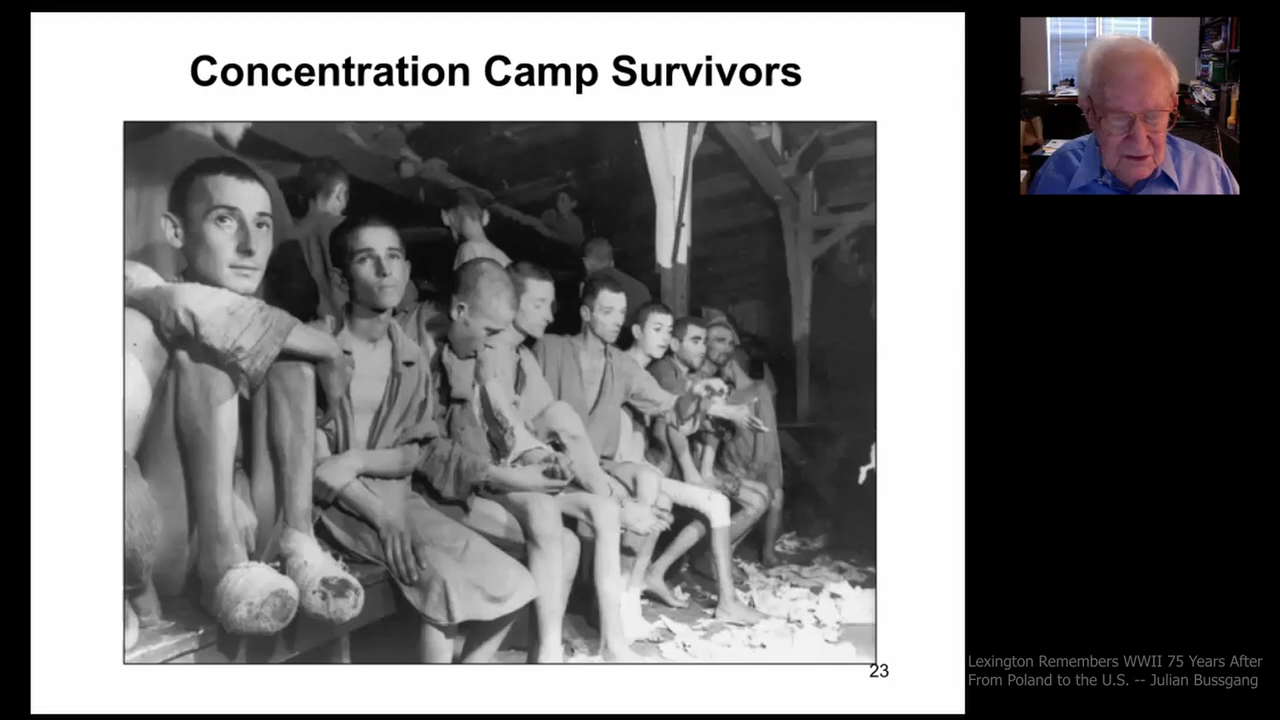 Concentration Camp Survivors
23
Lexington Remembers WWII 75 Years After
From Poland to the U.S. -- Julian Bussgang